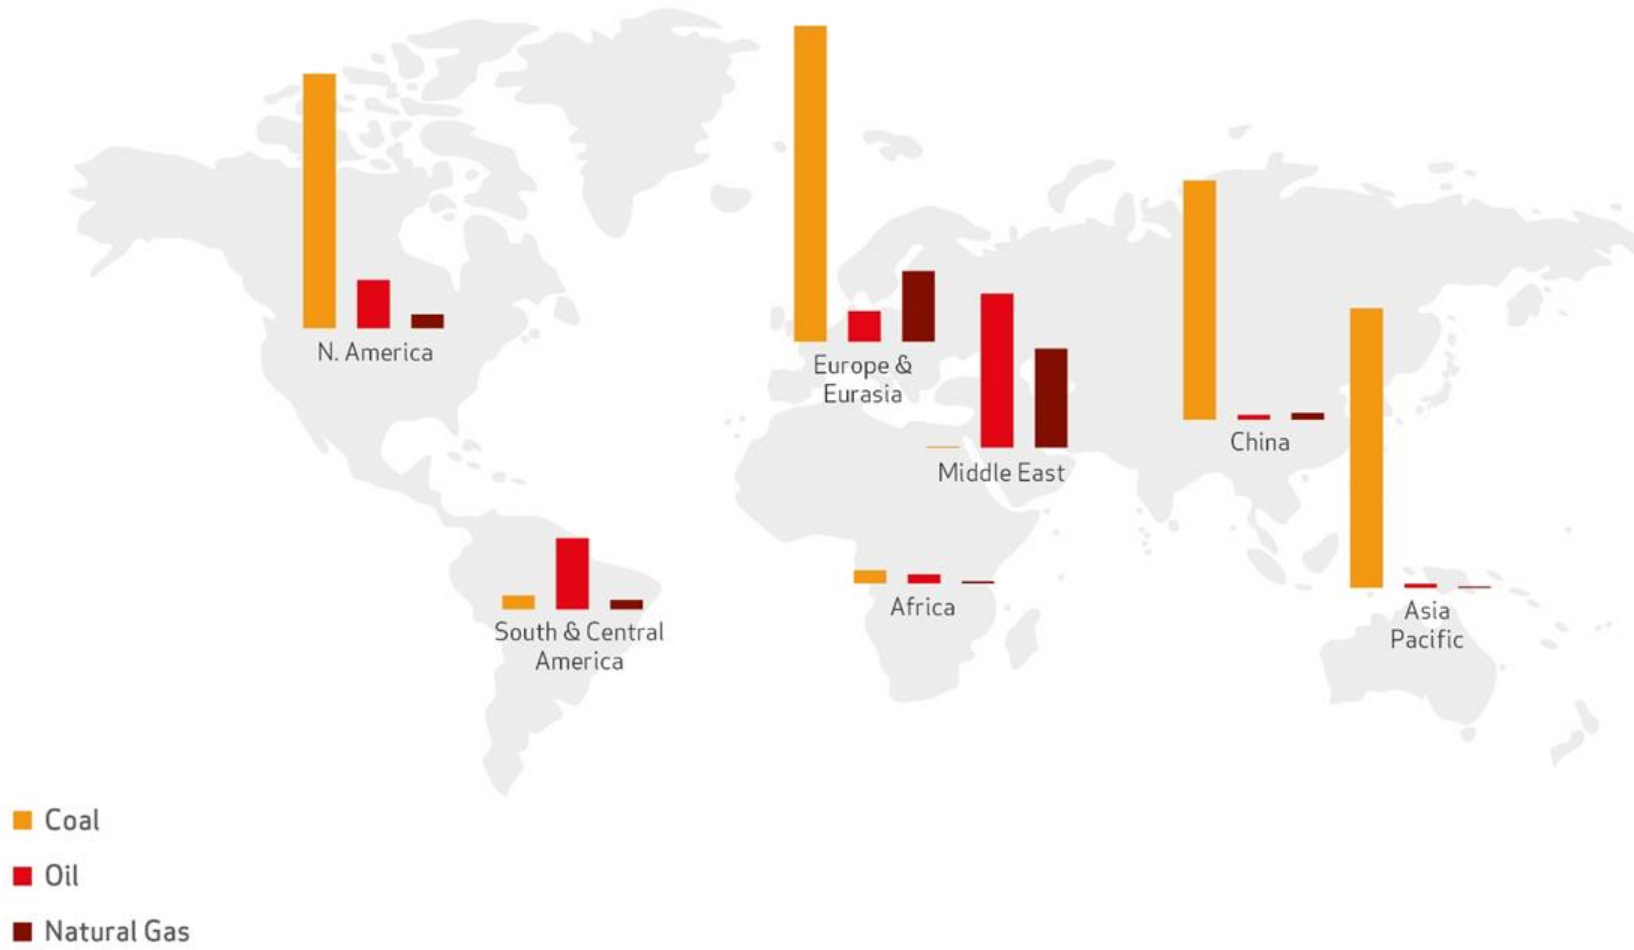 N. America
Europe &
Eurasia
China
Middle East
Africa
Asia
Pacific
South & Central
America
Coal
Oil
Natural Gas